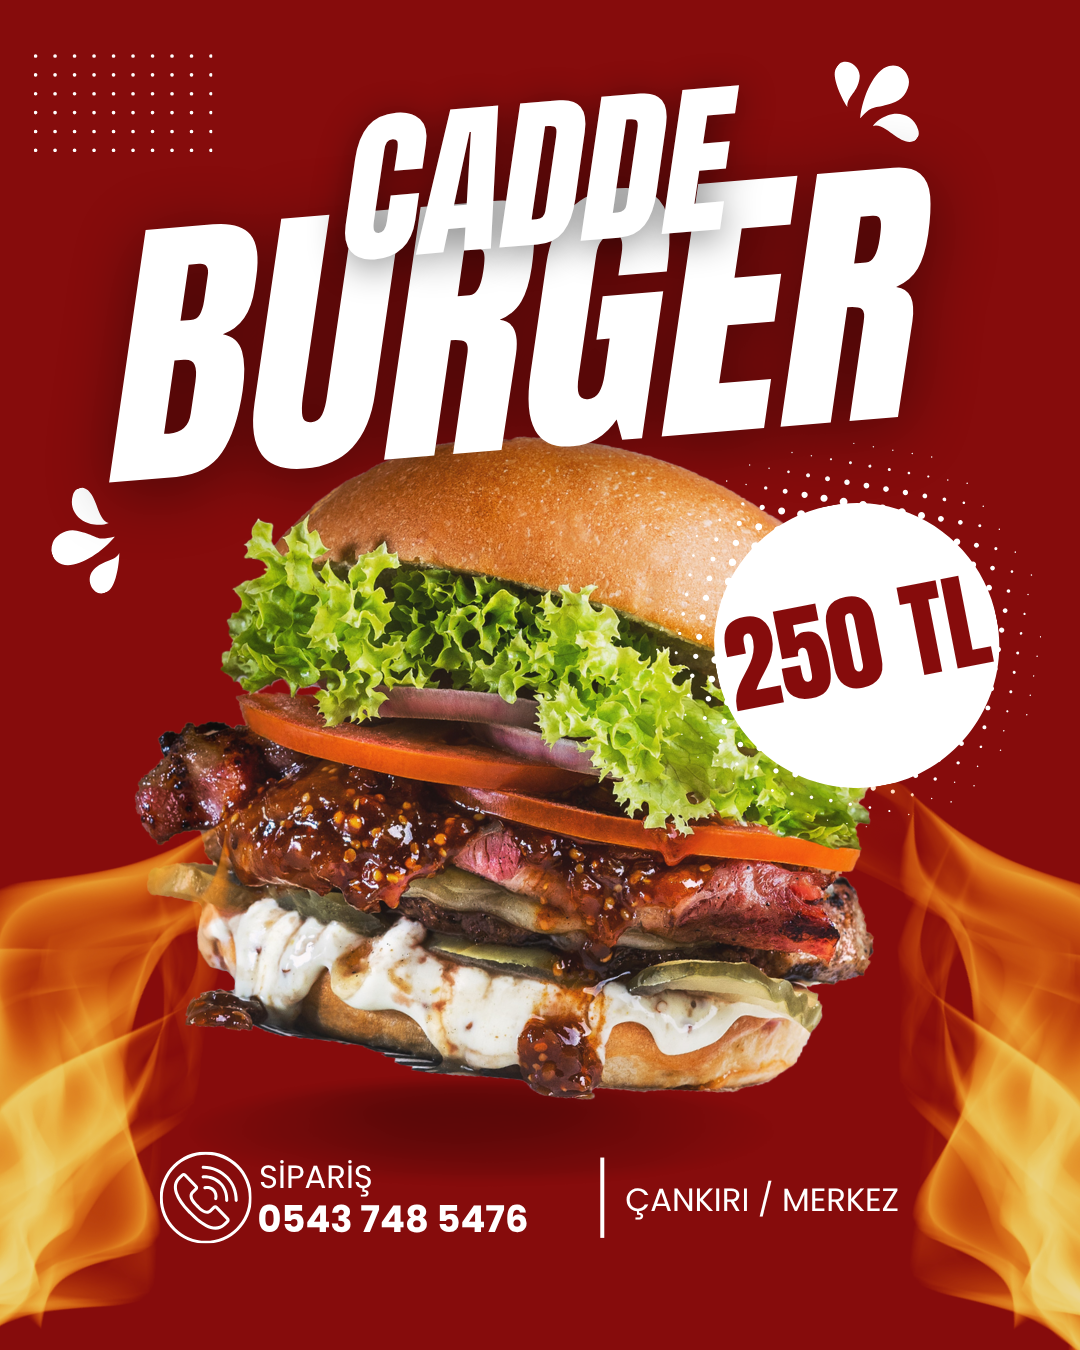 CADDE
BURGER
250 TL
SİPARİŞ
0543 748 5476
ÇANKIRI / MERKEZ